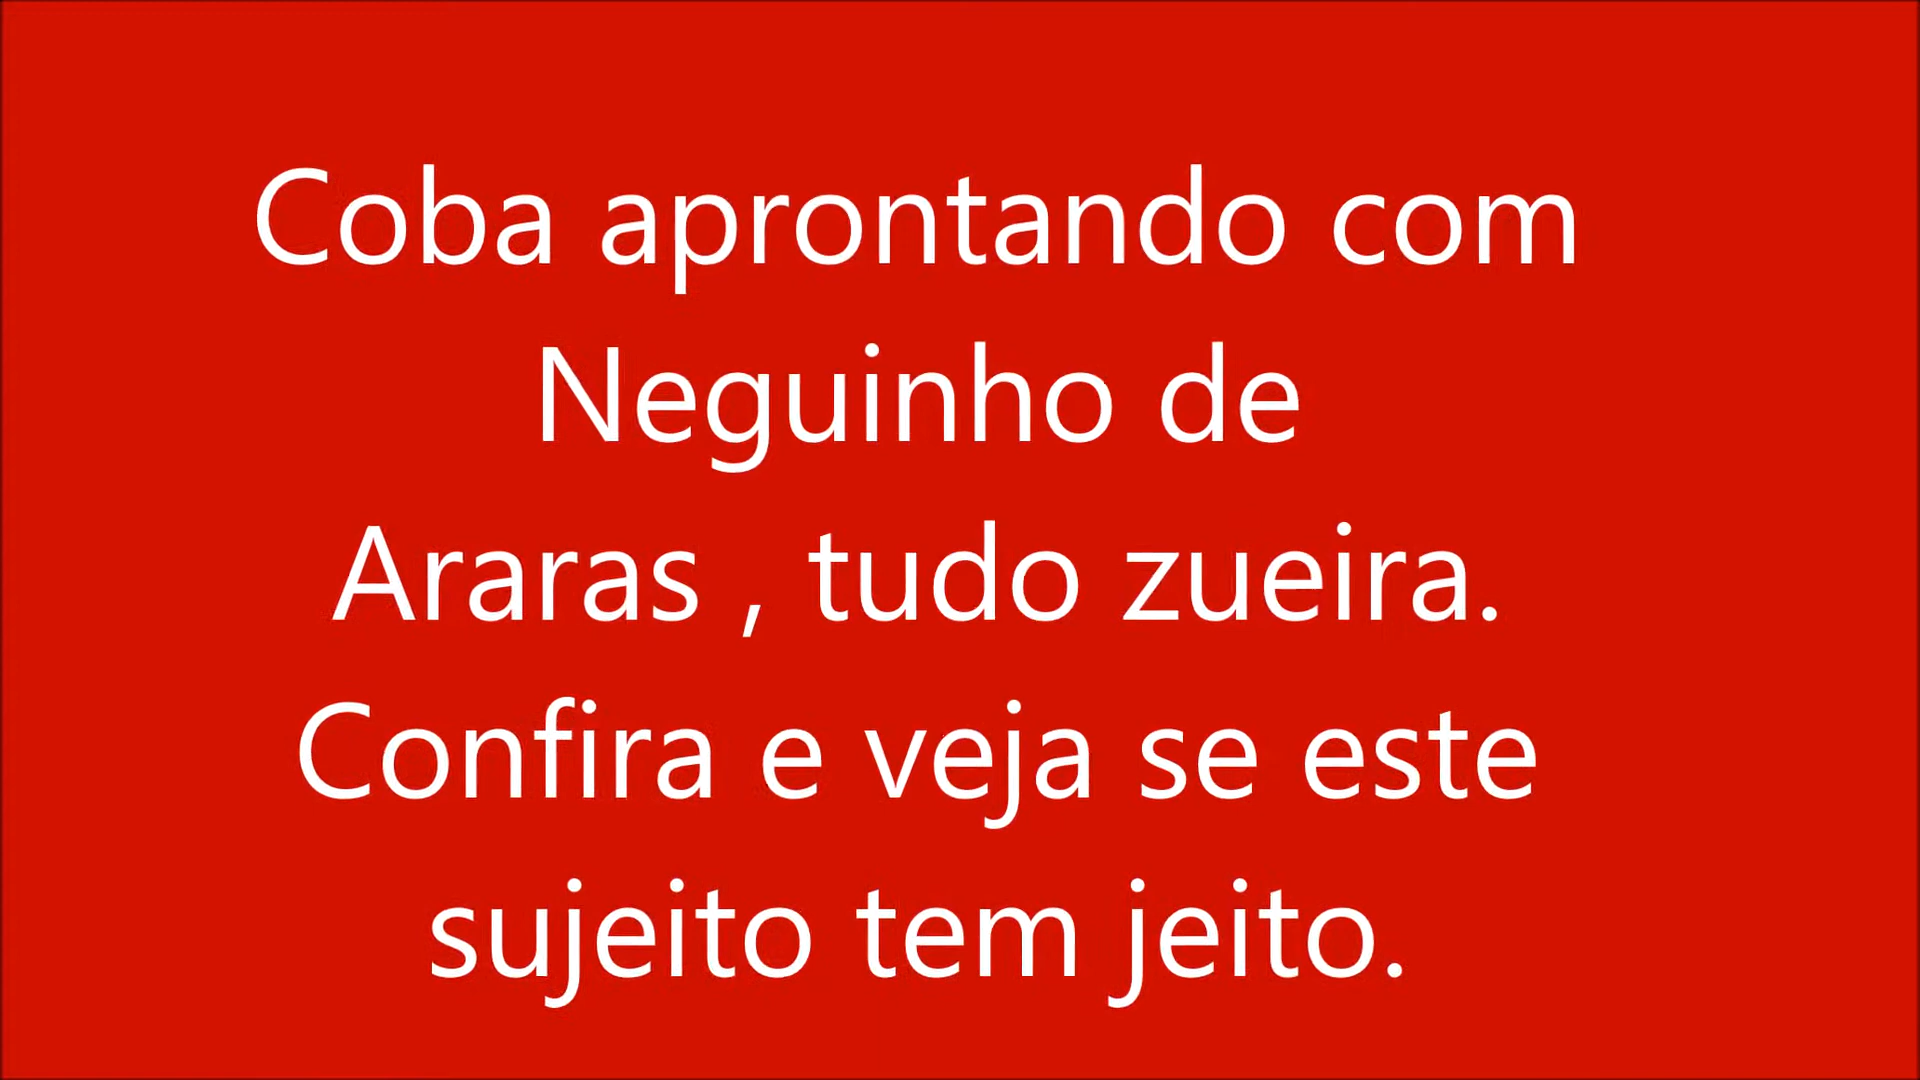 Coba aprontando com
Neguinho de
Araras , tudo zueira.
Confira e veja se este
sujeito tem jeito.